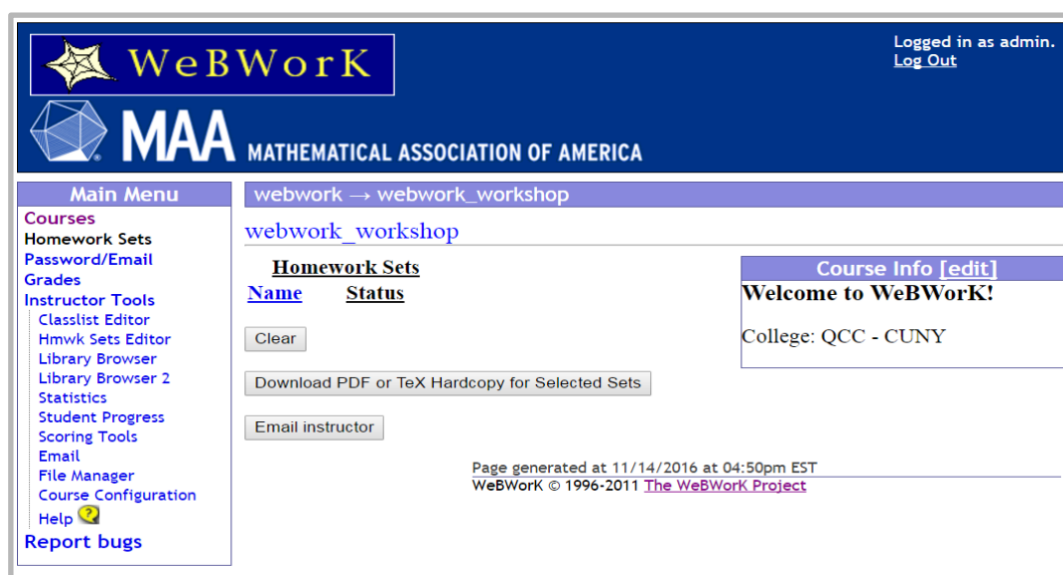 WeBWorK
Logged in as admin.
Log Out
MAA MATHEMATICAL ASSOCIATION OF AMERICA
Main Menu
Courses
Homework Sets
Password/Email
Grades
Instructor Tools
Classlist Editor
Hmwk Sets Editor
Library Browser
Library Browser 2
Statistics
Student Progress
Scoring Tools
Email
File Manager
Course Configuration
Help ?
Report bugs
webwork → webwork_workshop
webwork_workshop
Homework Sets
Name Status
Clear
Download PDF or TeX Hardcopy for Selected Sets
Email instructor
Course Info [edit]
Welcome to WeBWorK!
College: QCC - CUNY
Page generated at 11/14/2016 at 04:50pm EST
WeBWorK © 1996-2011 The WeBWorK Project